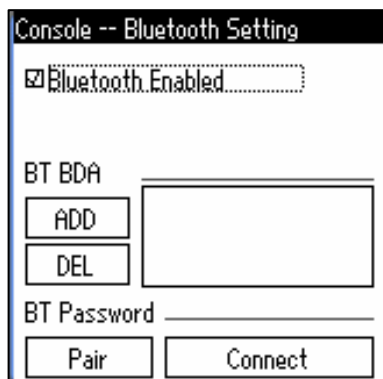 Console -- Bluetooth Setting
Bluetooth Enabled
BT BDA
ADD
DEL
BT Password
Pair Connect